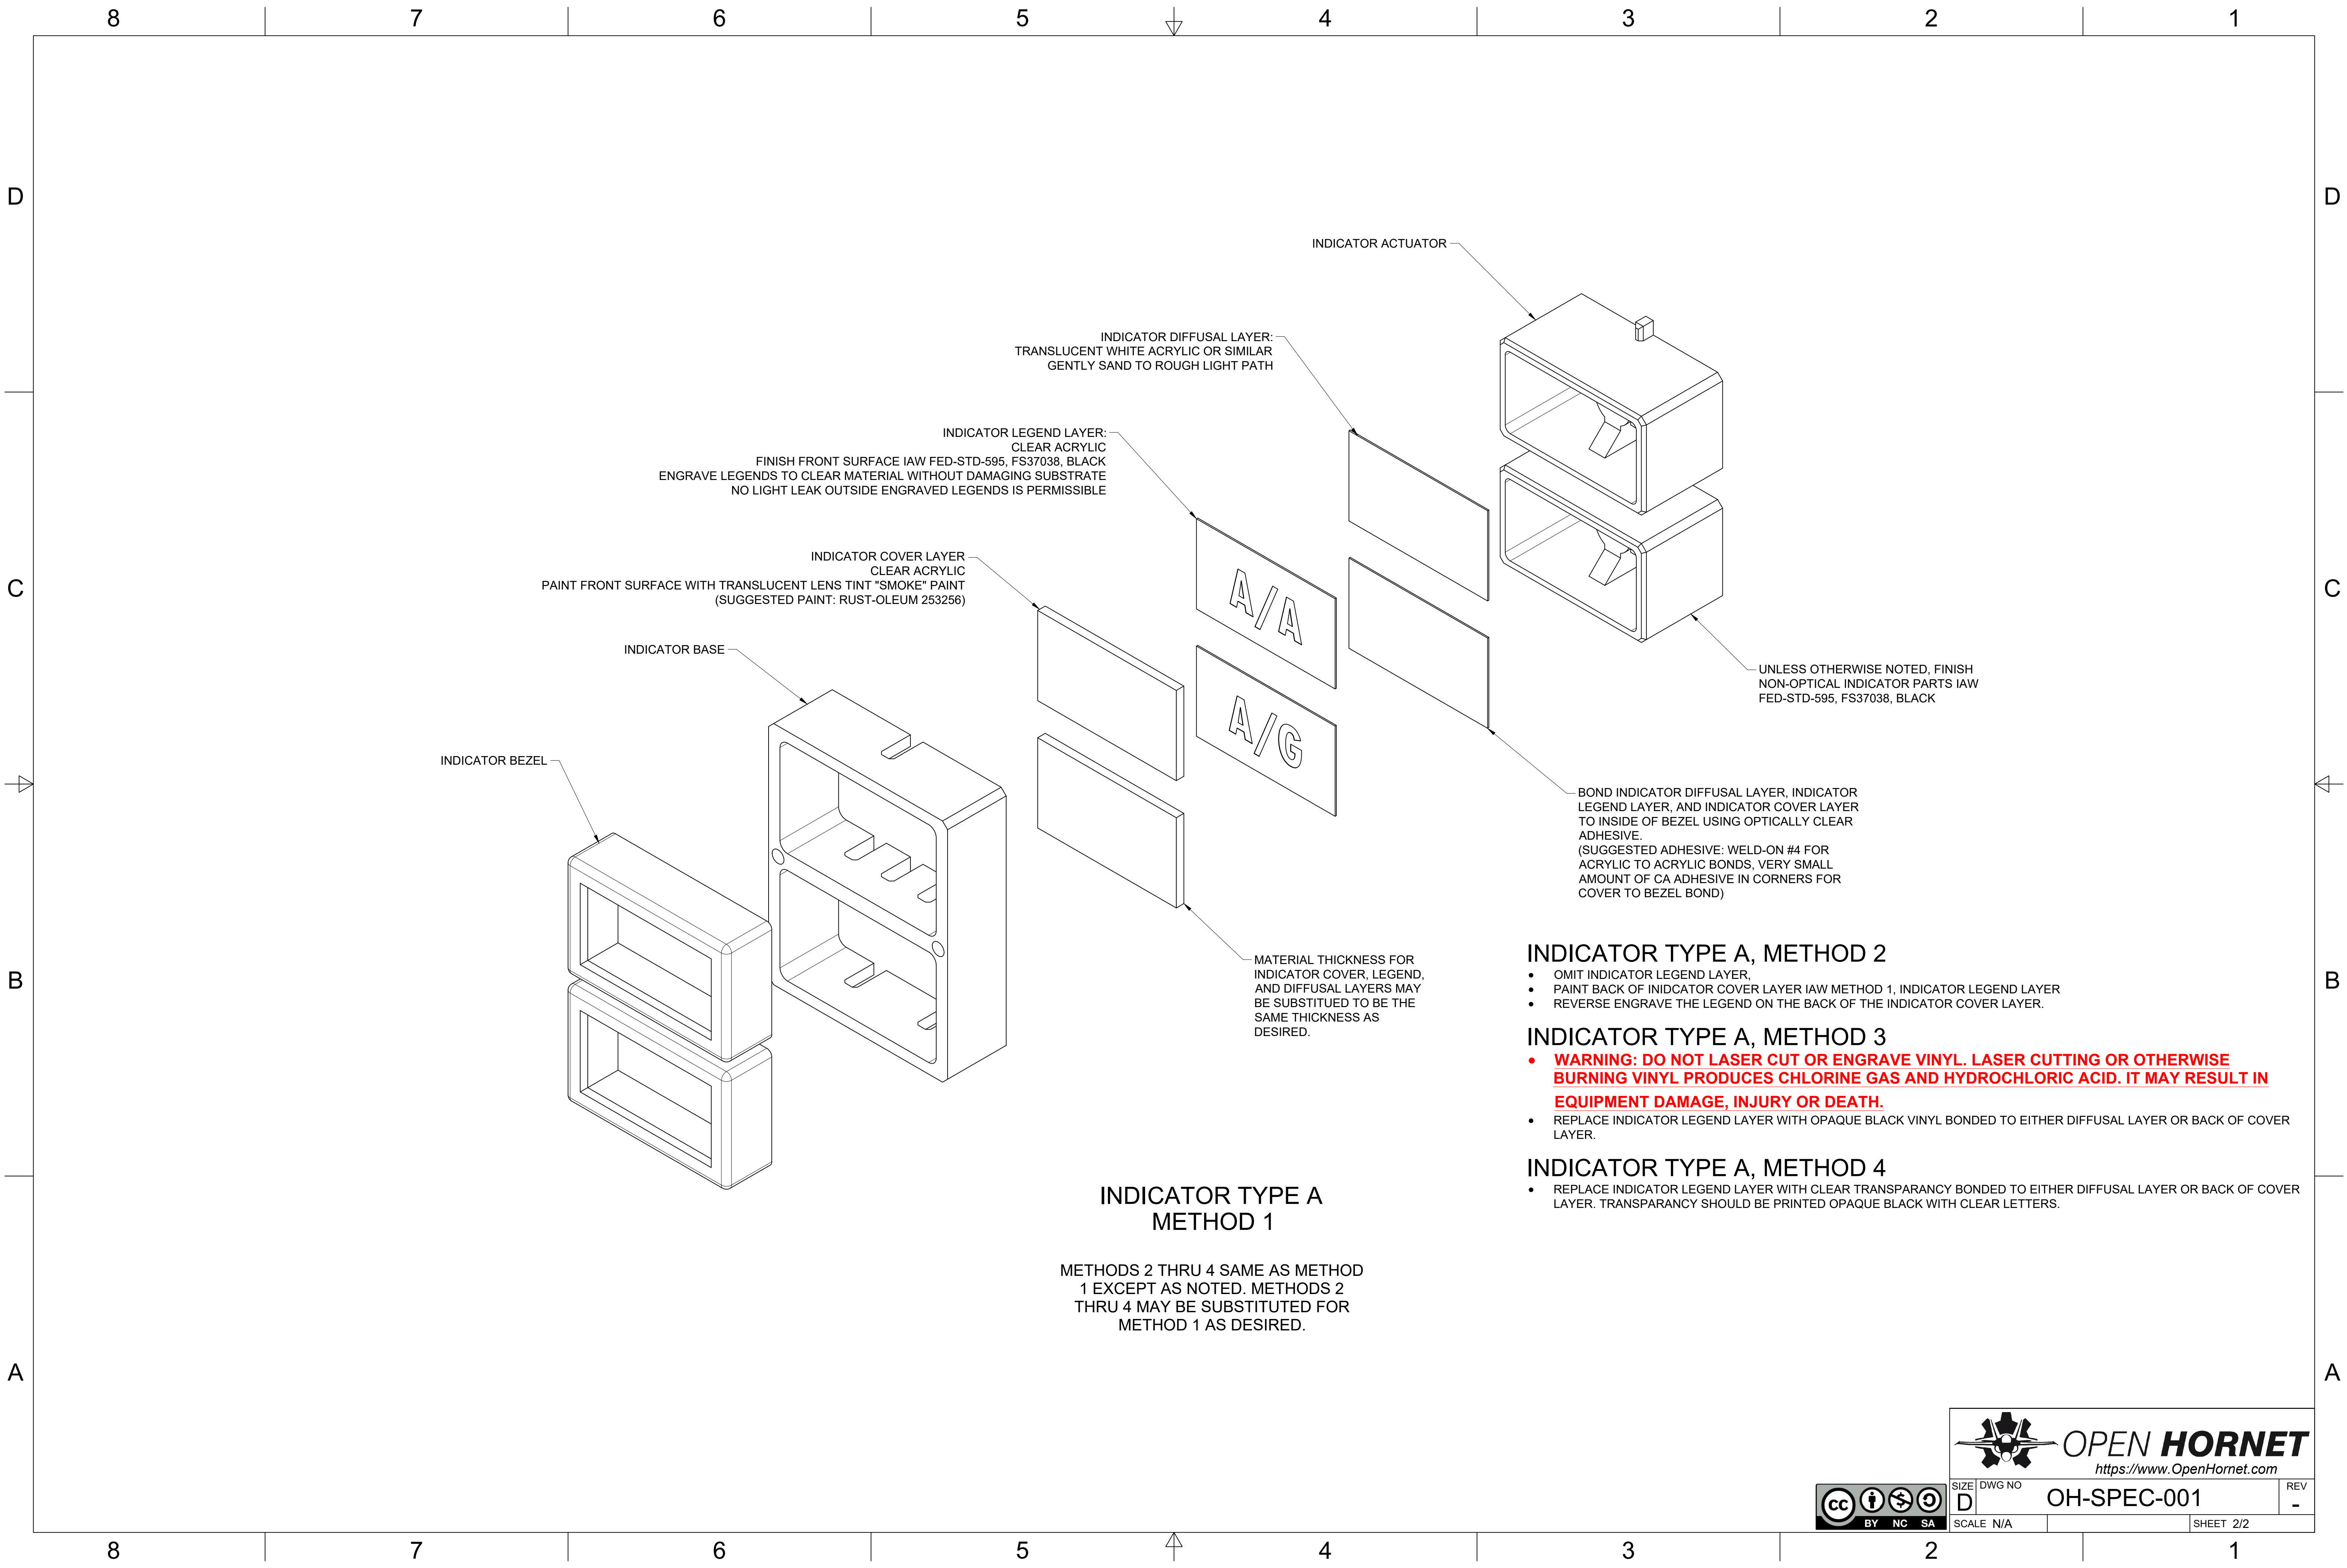 8 7 6 5 4 3 2 1
D
D
INDICATOR ACTUATOR
INDICATOR DIFFUSAL LAYER:
TRANSLUCENT WHITE ACRYLIC OR SIMILAR
GENTLY SAND TO ROUGH LIGHT PATH
INDICATOR LEGEND LAYER:
CLEAR ACRYLIC
FINISH FRONT SURFACE IAW FED-STD-595, FS37038, BLACK
ENGRAVE LEGENDS TO CLEAR MATERIAL WITHOUT DAMAGING SUBSTRATE
NO LIGHT LEAK OUTSIDE ENGRAVED LEGENDS IS PERMISSIBLE
INDICATOR COVER LAYER
CLEAR ACRYLIC
PAINT FRONT SURFACE WITH TRANSLUCENT LENS TINT "SMOKE" PAINT
(SUGGESTED PAINT: RUST-OLEUM 253256)
C
C
A/A
A/G
INDICATOR BASE
INDICATOR BEZEL
UNLESS OTHERWISE NOTED, FINISH
NON-OPTICAL INDICATOR PARTS IAW
FED-STD-595, FS37038, BLACK
BOND INDICATOR DIFFUSAL LAYER, INDICATOR
LEGEND LAYER, AND INDICATOR COVER LAYER
TO INSIDE OF BEZEL USING OPTICALLY CLEAR
ADHESIVE.
(SUGGESTED ADHESIVE: WELD-ON #4 FOR
ACRYLIC TO ACRYLIC BONDS, VERY SMALL
AMOUNT OF CA ADHESIVE IN CORNERS FOR
COVER TO BEZEL BOND)
MATERIAL THICKNESS FOR
INDICATOR COVER, LEGEND,
AND DIFFUSAL LAYERS MAY
BE SUBSTITUED TO BE THE
SAME THICKNESS AS
DESIRED.
B
B
INDICATOR TYPE A, METHOD 2
• OMIT INDICATOR LEGEND LAYER,
• PAINT BACK OF INIDCATOR COVER LAYER IAW METHOD 1, INDICATOR LEGEND LAYER
• REVERSE ENGRAVE THE LEGEND ON THE BACK OF THE INDICATOR COVER LAYER.
INDICATOR TYPE A, METHOD 3
• WARNING: DO NOT LASER CUT OR ENGRAVE VINYL. LASER CUTTING OR OTHERWISE
BURNING VINYL PRODUCES CHLORINE GAS AND HYDROCHLORIC ACID. IT MAY RESULT IN
EQUIPMENT DAMAGE, INJURY OR DEATH.
• REPLACE INDICATOR LEGEND LAYER WITH OPAQUE BLACK VINYL BONDED TO EITHER DIFFUSAL LAYER OR BACK OF COVER
LAYER.
INDICATOR TYPE A, METHOD 4
• REPLACE INDICATOR LEGEND LAYER WITH CLEAR TRANSPARANCY BONDED TO EITHER DIFFUSAL LAYER OR BACK OF COVER
LAYER. TRANSPARANCY SHOULD BE PRINTED OPAQUE BLACK WITH CLEAR LETTERS.
INDICATOR TYPE A
METHOD 1
METHODS 2 THRU 4 SAME AS METHOD
1 EXCEPT AS NOTED. METHODS 2
THRU 4 MAY BE SUBSTITUTED FOR
METHOD 1 AS DESIRED.
A
A
OPEN HORNET
https://www.OpenHornet.com
cc BY NC SA
SIZE D
DWG NO OH-SPEC-001
REV -
SCALE N/A
SHEET 2/2
8 7 6 5 4 3 2 1